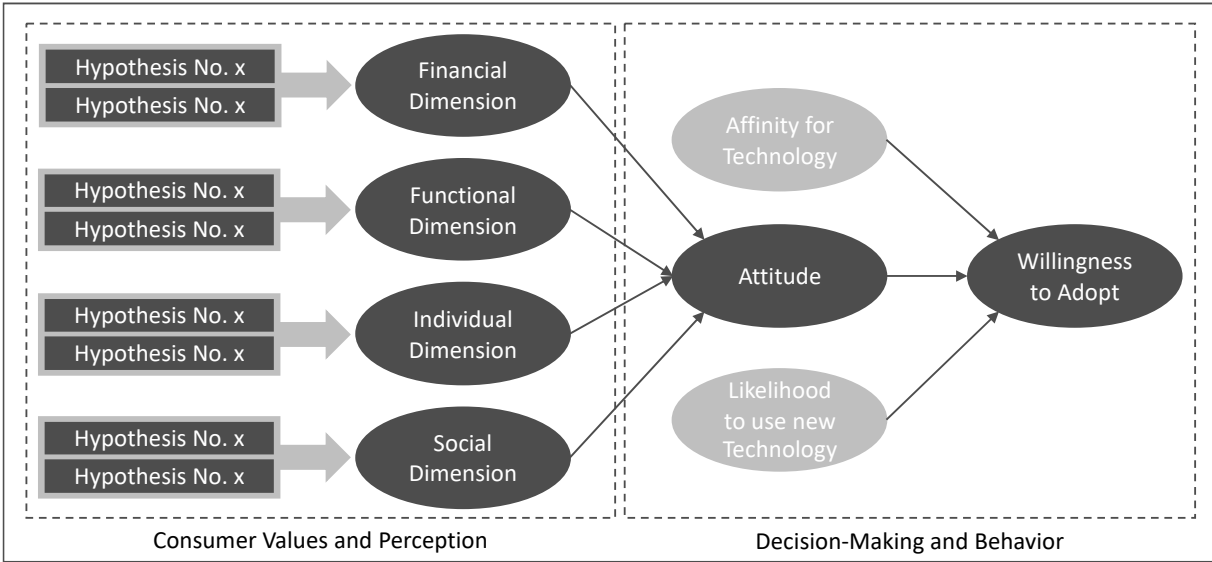 Hypothesis No. x
Hypothesis No. x
Financial
Dimension
Hypothesis No. x
Hypothesis No. x
Functional
Dimension
Hypothesis No. x
Hypothesis No. x
Individual
Dimension
Hypothesis No. x
Hypothesis No. x
Social
Dimension
Consumer Values and Perception
Affinity for
Technology
Attitude
Likelihood
to use new
Technology
Willingness
to Adopt
Decision-Making and Behavior